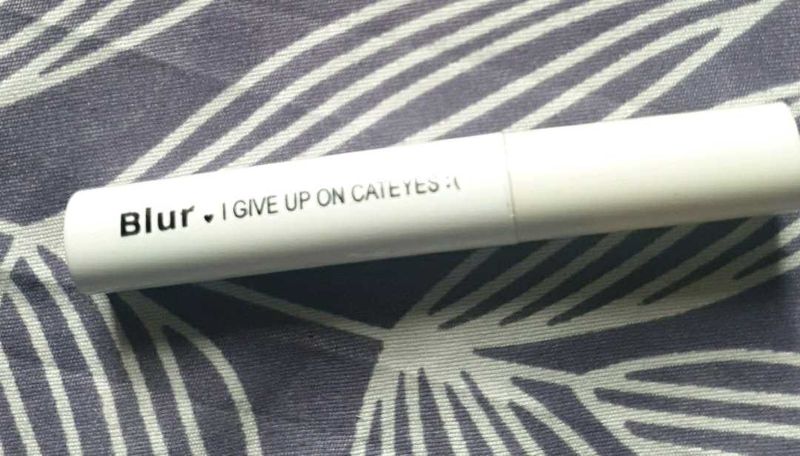 Blur ♥ I GIVE UP ON CATEYES :(